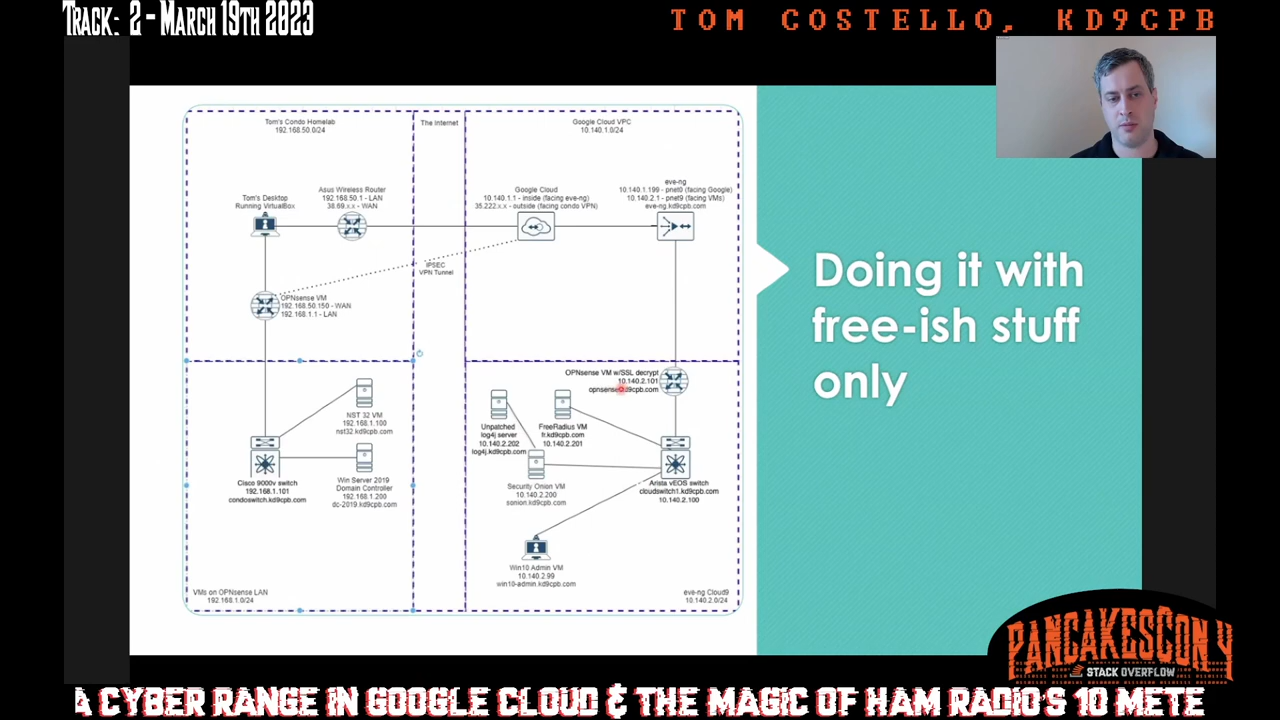 Track: 2 - March 19th 2023
TOM COSTELLO, KD9CPB
Tom's Condo Homelab
192.168.50.0/24
The Internet
Google Cloud VPC
10.140.1.0/24
Tom's Desktop
Running VirtualBox
Asus Wireless Router
192.168.50.1 - LAN
38.69.x.x - WAN
Google Cloud
10.140.1.1 - inside (facing eve-ng)
35.222.x.x - outside (facing condo VPN)
eve-ng
10.140.1.199 - pnet0 (facing Google)
10.140.2.1 - pnet9 (facing VMs)
eve-ng.kd9cpb.com
IPSEC
VPN Tunnel
OPNsense VM
192.168.50.150 - WAN
192.168.1.1 - LAN
Doing it with
free-ish stuff
only
OPNsense VM w/SSL decrypt
10.140.2.101
opnsense.kd9cpb.com
NST 32 VM
192.168.1.100
nst32.kd9cpb.com
Unpatched
log4j server
10.140.2.202
log4j.kd9cpb.com
FreeRadius VM
fr.kd9cpb.com
10.140.2.201
Cisco 9000v switch
192.168.1.101
condoswitch.kd9cpb.com
Win Server 2019
Domain Controller
192.168.1.200
dc-2019.kd9cpb.com
Security Onion VM
10.140.2.200
sonion.kd9cpb.com
Arista vEOS switch
cloudswitch1.kd9cpb.com
10.140.2.100
Win10 Admin VM
10.140.2.99
win10-admin.kd9cpb.com
VMs on OPNsense LAN
192.168.1.0/24
eve-ng Cloud9
10.140.2.0/24
PANCAKESCON 4
STACK OVERFLOW
A CYBER RANGE IN GOOGLE CLOUD & THE MAGIC OF HAM RADIO'S 10 METE